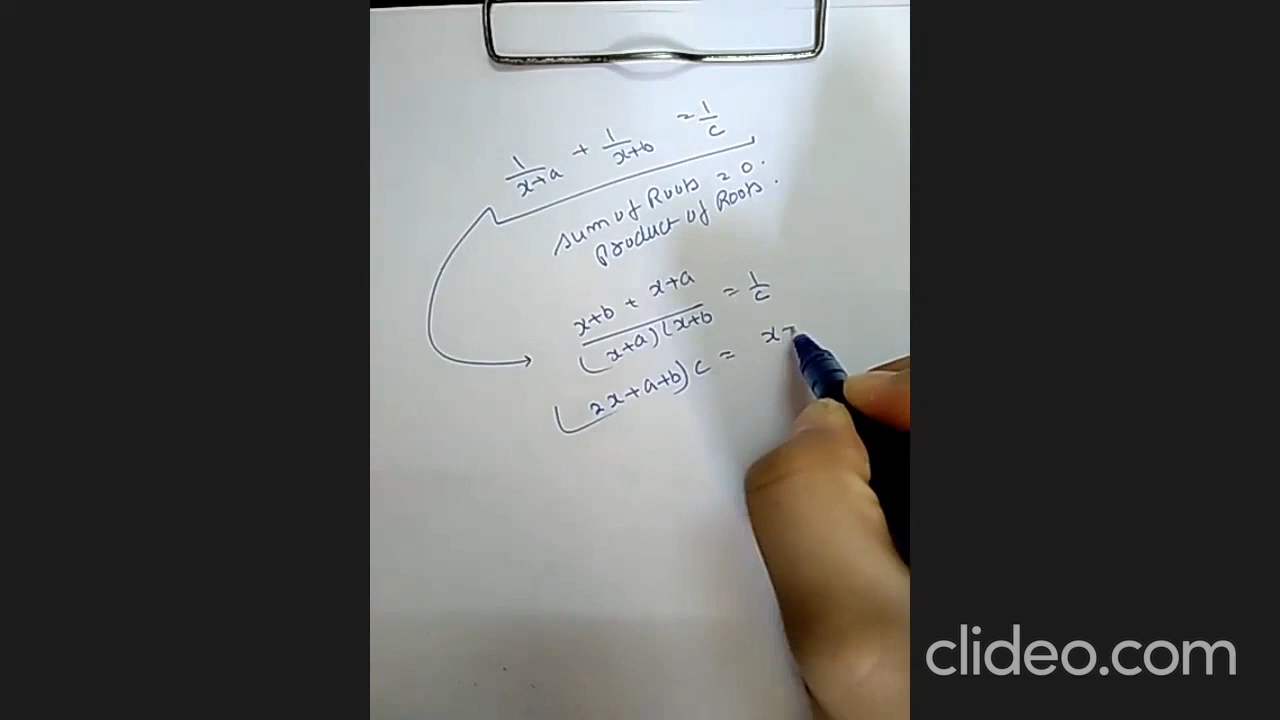 1/(x+a) + 1/(x+b) = 1/c
Sum of Roots = 0.
Product of Roots.
(x+b + x+a)/((x+a)(x+b) = 1/c
(2x+a+b)c = x
clideo.com